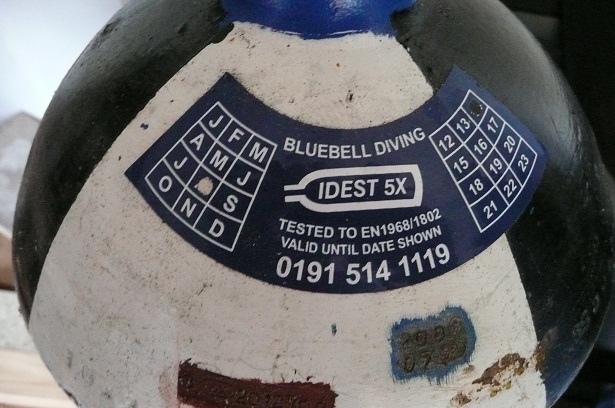 J F M
A M J
J S
O N D
BLUEBELL DIVING
IDEST 5X
TESTED TO EN1968/1802
VALID UNTIL DATE SHOWN
0191 514 1119
12 13
15 16 17
18 19 20
21 22 23